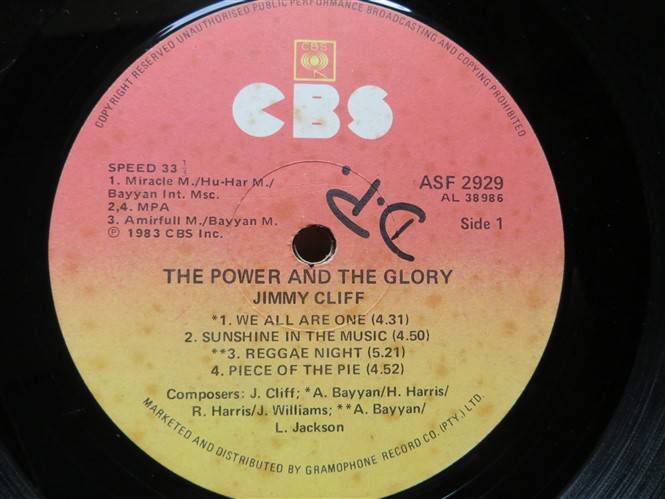 COPYRIGHT RESERVED UNAUTHORISED PUBLIC PERFORMANCE BROADCASTING AND COPYING PROHIBITED
CBS
CBS
SPEED 33 ⅓
1. Miracle M./Hu-Har M./
Bayyan Int. Msc.
2,4. MPA
3. Amirfull M./Bayyan M.
℗ 1983 CBS Inc.
D.P.
ASF 2929
AL 38986
Side 1
THE POWER AND THE GLORY
JIMMY CLIFF
*1. WE ALL ARE ONE (4.31)
2. SUNSHINE IN THE MUSIC (4.50)
**3. REGGAE NIGHT (5.21)
4. PIECE OF THE PIE (4.52)
Composers: J. Cliff; *A. Bayyan/H. Harris/
R. Harris/J. Williams; **A. Bayyan/
L. Jackson
MARKETED AND DISTRIBUTED BY GRAMOPHONE RECORD CO. (PTY.) LTD.